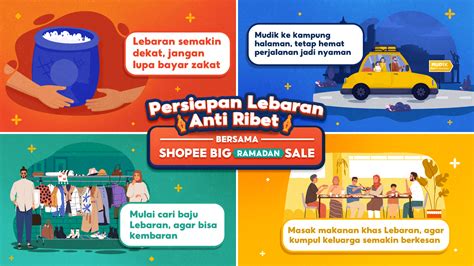 Lebaran semakin
dekat, jangan
lupa bayar zakat
Mudik ke kampung
halaman, tetap hemat
perjalanan jadi nyaman
MUDIK
Persiapan Lebaran
Anti Ribet
BERSAMA
SHOPEE BIG RAMADAN SALE
Mulai cari baju
Lebaran, agar bisa
kembaran
Masak makanan khas Lebaran, agar
kumpul keluarga semakin berkesan